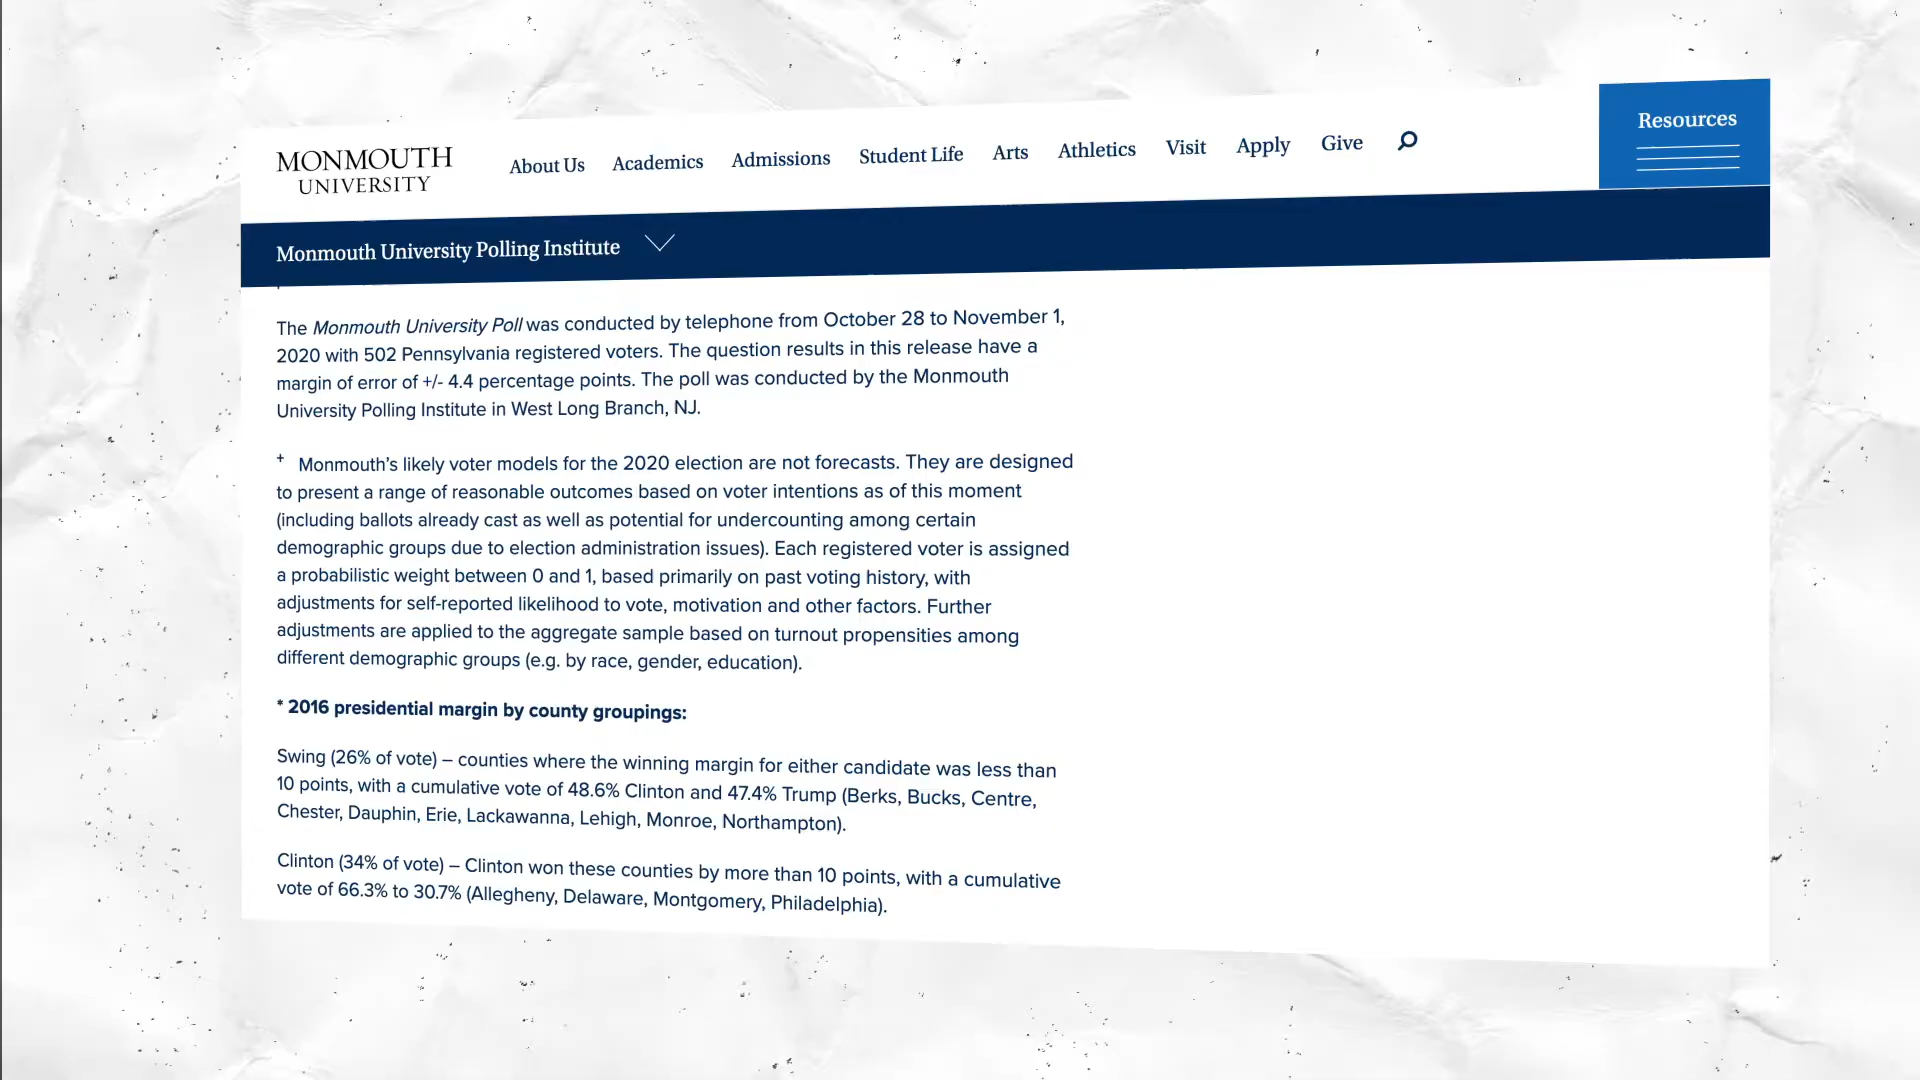 MONMOUTH
UNIVERSITY
About Us Academics Admissions Student Life Arts Athletics Visit Apply Give
Resources
Monmouth University Polling Institute
The Monmouth University Poll was conducted by telephone from October 28 to November 1,
2020 with 502 Pennsylvania registered voters. The question results in this release have a
margin of error of +/- 4.4 percentage points. The poll was conducted by the Monmouth
University Polling Institute in West Long Branch, NJ.
+ Monmouth’s likely voter models for the 2020 election are not forecasts. They are designed
to present a range of reasonable outcomes based on voter intentions as of this moment
(including ballots already cast as well as potential for undercounting among certain
demographic groups due to election administration issues). Each registered voter is assigned
a probabilistic weight between 0 and 1, based primarily on past voting history, with
adjustments for self-reported likelihood to vote, motivation and other factors. Further
adjustments are applied to the aggregate sample based on turnout propensities among
different demographic groups (e.g. by race, gender, education).
* 2016 presidential margin by county groupings:
Swing (26% of vote) – counties where the winning margin for either candidate was less than
10 points, with a cumulative vote of 48.6% Clinton and 47.4% Trump (Berks, Bucks, Centre,
Chester, Dauphin, Erie, Lackawanna, Lehigh, Monroe, Northampton).
Clinton (34% of vote) – Clinton won these counties by more than 10 points, with a cumulative
vote of 66.3% to 30.7% (Allegheny, Delaware, Montgomery, Philadelphia).